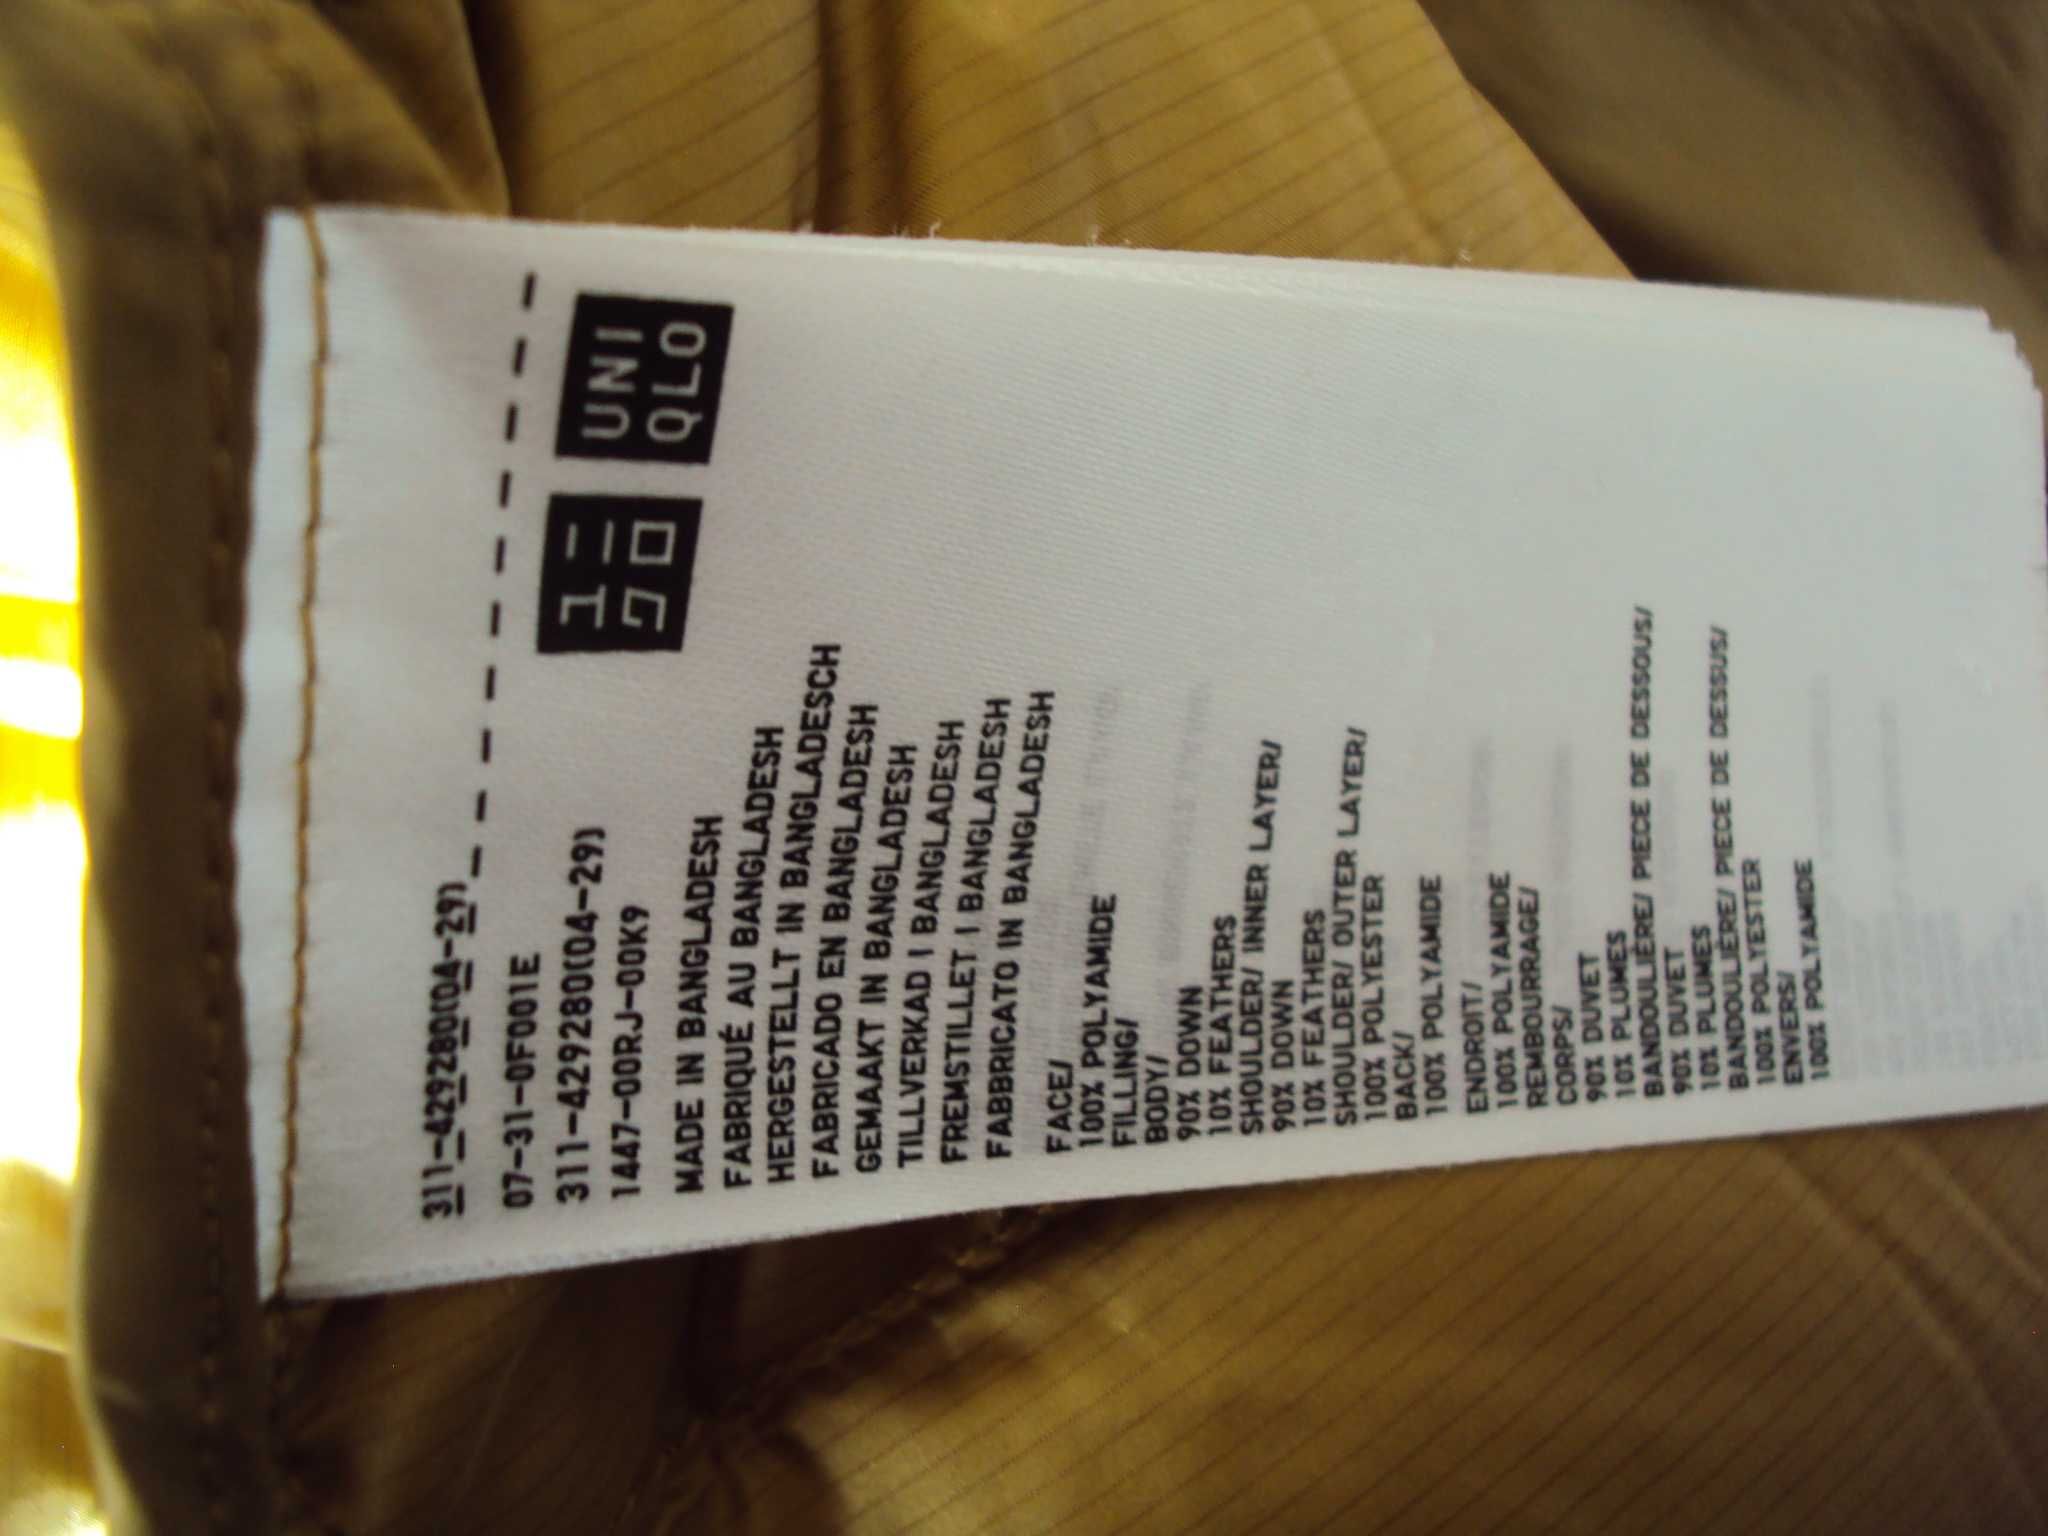 311-429280(04-29)
07-31-0F001E
311-429280(04-29)
1447-00RJ-00K9
ユニ
クロ
UNI
QLO
MADE IN BANGLADESH
FABRIQUÉ AU BANGLADESH
HERGESTELLT IN BANGLADESCH
FABRICADO EN BANGLADESH
GEMAAKT IN BANGLADESH
TILLVERKAD I BANGLADESH
FREMSTILLET I BANGLADESH
FABBRICATO IN BANGLADESH
FACE/
100% POLYAMIDE
FILLING/
BODY/
90% DOWN
10% FEATHERS
SHOULDER/ INNER LAYER/
90% DOWN
10% FEATHERS
SHOULDER/ OUTER LAYER/
100% POLYESTER
BACK/
100% POLYAMIDE
ENDROIT/
100% POLYAMIDE
REMBOURRAGE/
CORPS/
90% DUVET
10% PLUMES
BANDOULIÈRE/ PIECE DE DESSOUS/
90% DUVET
10% PLUMES
BANDOULIÈRE/ PIECE DE DESSUS/
100% POLYESTER
ENVERS/
100% POLYAMIDE